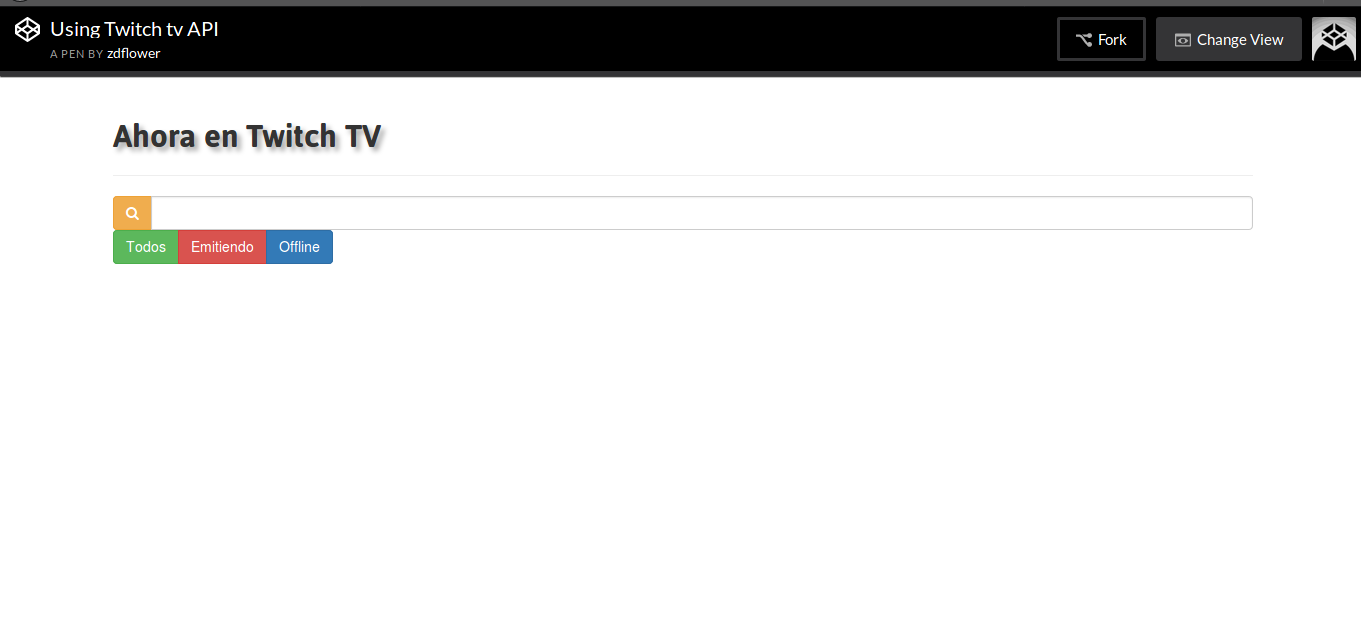 Using Twitch tv API
A PEN BY zdflower
Fork
Change View
Ahora en Twitch TV
Todos
Emitiendo
Offline